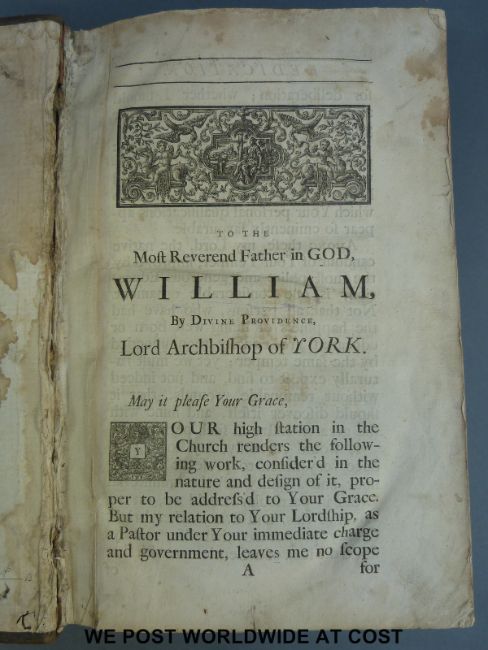 TO THE
Moſt Reverend Father in GOD,
WILLIAM,
By Divine Providence,
Lord Archbiſhop of YORK.
May it pleaſe Your Grace,
YOUR high ſtation in the
Church renders the follow-
ing work, conſider'd in the
nature and deſign of it, pro-
per to be addreſs'd to Your Grace.
But my relation to Your Lordſhip, as
a Paſtor under Your immediate charge
and government, leaves me no ſcope
A for
WE POST WORLDWIDE AT COST